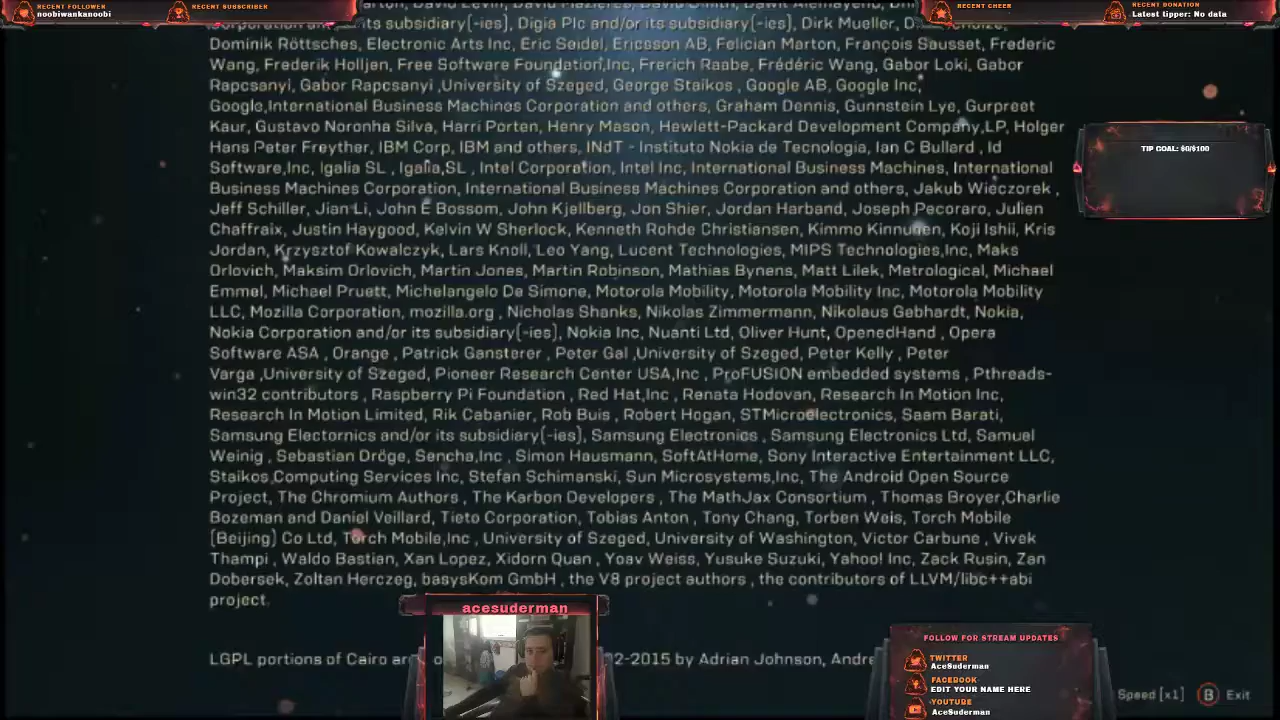 RECENT FOLLOWER
noobiwankanoobi
RECENT SUBSCRIBER
RECENT CHEER
RECENT DONATION
Latest tipper: No data
TIP GOAL: $0/$100
David Levin, David Mazieres, David Smith, Dawit Alemayehu,
its subsidiary(-ies), Digia Plc and/or its subsidiary(-ies), Dirk Mueller,
Dominik Röttsches, Electronic Arts Inc, Eric Seidel, Ericsson AB, Felician Marton, François Sausset, Frederic
Wang, Frederik Holljen, Free Software Foundation,Inc, Frerich Raabe, Frédéric Wang, Gabor Loki, Gabor
Rapcsanyi, Gabor Rapcsanyi ,University of Szeged, George Staikos , Google AB, Google Inc,
Google,International Business Machines Corporation and others, Graham Dennis, Gunnstein Lye, Gurpreet
Kaur, Gustavo Noronha Silva, Harri Porten, Henry Mason, Hewlett-Packard Development Company,LP, Holger
Hans Peter Freyther, IBM Corp, IBM and others, INdT - Instituto Nokia de Tecnologia, Ian C Bullard , Id
Software,Inc, Igalia SL , Igalia,SL , Intel Corporation, Intel Inc, International Business Machines, International
Business Machines Corporation, International Business Machines Corporation and others, Jakub Wieczorek ,
Jeff Schiller, Jian Li, John E Bossom, John Kjellberg, Jon Shier, Jordan Harband, Joseph Pecoraro, Julien
Chaffraix, Justin Haygood, Kelvin W Sherlock, Kenneth Rohde Christiansen, Kimmo Kinnunen, Koji Ishii, Kris
Jordan, Krzysztof Kowalczyk, Lars Knoll, Leo Yang, Lucent Technologies, MIPS Technologies,Inc, Maks
Orlovich, Maksim Orlovich, Martin Jones, Martin Robinson, Mathias Bynens, Matt Lilek, Metrological, Michael
Emmel, Michael Pruett, Michelangelo De Simone, Motorola Mobility, Motorola Mobility Inc, Motorola Mobility
LLC, Mozilla Corporation, mozilla.org , Nicholas Shanks, Nikolas Zimmermann, Nikolaus Gebhardt, Nokia,
Nokia Corporation and/or its subsidiary(-ies), Nokia Inc, Nuanti Ltd, Oliver Hunt, OpenedHand , Opera
Software ASA , Orange , Patrick Gansterer , Peter Gal ,University of Szeged, Peter Kelly , Peter
Varga ,University of Szeged, Pioneer Research Center USA,Inc , ProFUSION embedded systems , Pthreads-
win32 contributors , Raspberry Pi Foundation , Red Hat,Inc , Renata Hodovan, Research In Motion Inc,
Research In Motion Limited, Rik Cabanier, Rob Buis , Robert Hogan, STMicroelectronics, Saam Barati,
Samsung Electornics and/or its subsidiary(-ies), Samsung Electronics , Samsung Electronics Ltd, Samuel
Weinig , Sebastian Dröge, Sencha,Inc , Simon Hausmann, SoftAtHome, Sony Interactive Entertainment LLC,
Staikos Computing Services Inc, Stefan Schimanski, Sun Microsystems,Inc, The Android Open Source
Project, The Chromium Authors , The Karbon Developers , The MathJax Consortium , Thomas Broyer,Charlie
Bozeman and Daniel Veillard, Tieto Corporation, Tobias Anton , Tony Chang, Torben Weis, Torch Mobile
(Beijing) Co Ltd, Torch Mobile,Inc , University of Szeged, University of Washington, Victor Carbune , Vivek
Thampi , Waldo Bastian, Xan Lopez, Xidorn Quan , Yoav Weiss, Yusuke Suzuki, Yahoo! Inc, Zack Rusin, Zan
Dobersek, Zoltan Herczeg, basysKom GmbH , the V8 project authors , the contributors of LLVM/libc++abi
project.
acesuderman
LGPL portions of Cairo 02-2015 by Adrian Johnson,
FOLLOW FOR STREAM UPDATES
TWITTER
AceSuderman
FACEBOOK
EDIT YOUR NAME HERE
YOUTUBE
AceSuderman
Speed [x1] B Exit